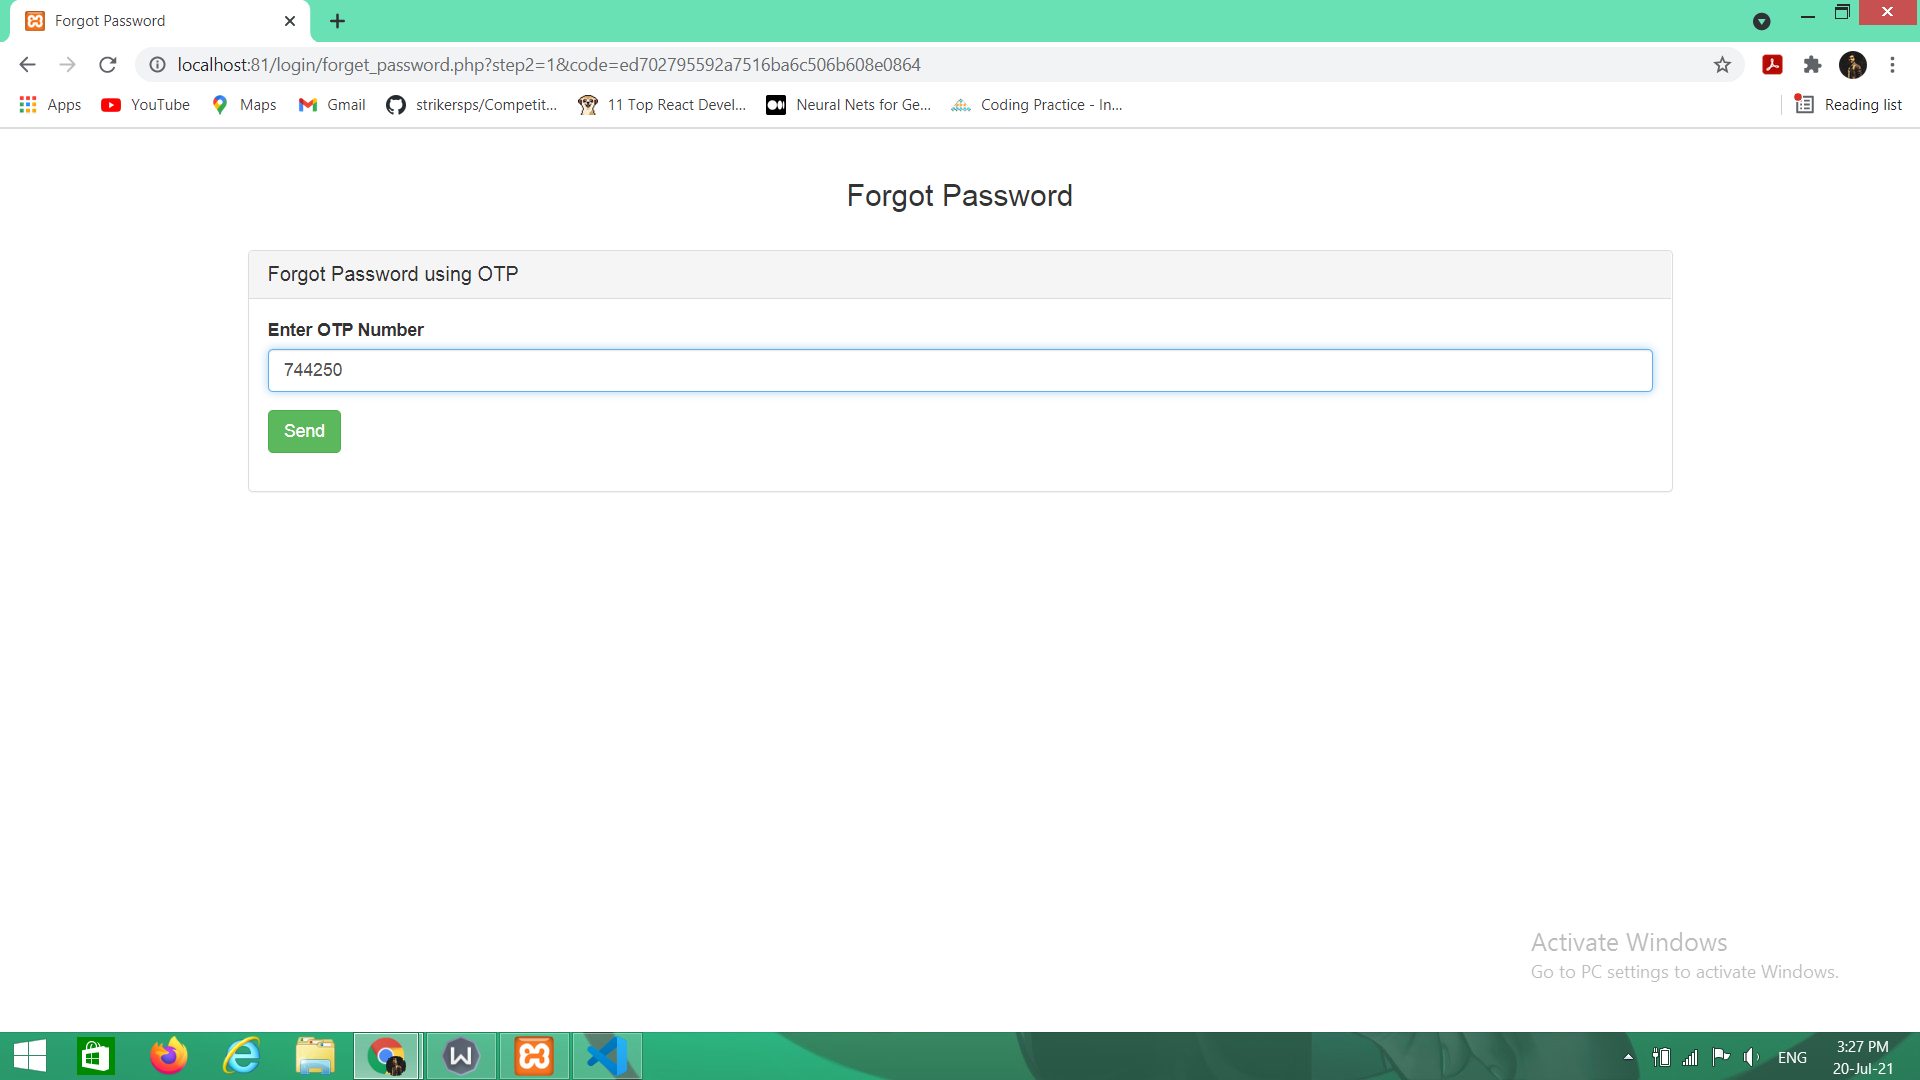 Forgot Password
localhost:81/login/forget_password.php?step2=1&code=ed702795592a7516ba6c506b608e0864
Apps YouTube Maps Gmail strikersps/Competit... 11 Top React Devel... Neural Nets for Ge... Coding Practice - In... Reading list
Forgot Password
Forgot Password using OTP
Enter OTP Number
744250
Send
Activate Windows
Go to PC settings to activate Windows.
ENG
3:27 PM
20-Jul-21